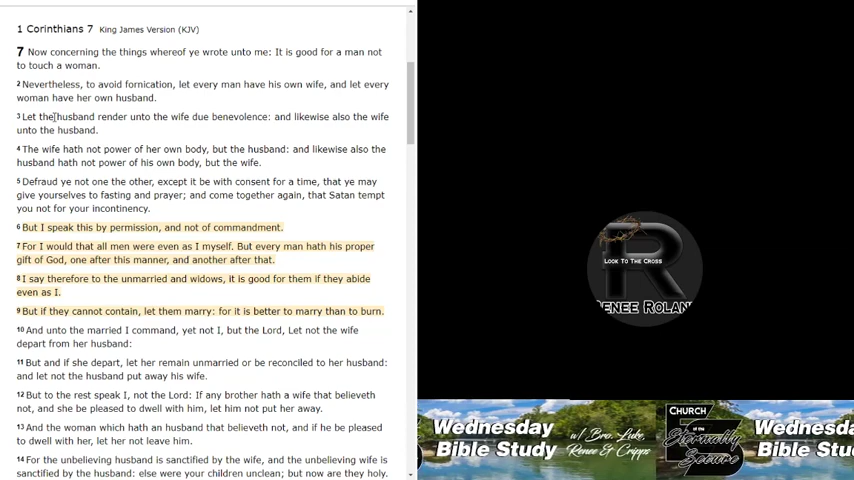 1 Corinthians 7 King James Version (KJV)
7 Now concerning the things whereof ye wrote unto me: It is good for a man not
to touch a woman.
2 Nevertheless, to avoid fornication, let every man have his own wife, and let every
woman have her own husband.
3 Let the husband render unto the wife due benevolence: and likewise also the wife
unto the husband.
4 The wife hath not power of her own body, but the husband: and likewise also the
husband hath not power of his own body, but the wife.
5 Defraud ye not one the other, except it be with consent for a time, that ye may
give yourselves to fasting and prayer; and come together again, that Satan tempt
you not for your incontinency.
6 But I speak this by permission, and not of commandment.
7 For I would that all men were even as I myself. But every man hath his proper
gift of God, one after this manner, and another after that.
8 I say therefore to the unmarried and widows, it is good for them if they abide
even as I.
9 But if they cannot contain, let them marry: for it is better to marry than to burn.
10 And unto the married I command, yet not I, but the Lord, Let not the wife
depart from her husband:
11 But and if she depart, let her remain unmarried or be reconciled to her husband:
and let not the husband put away his wife.
12 But to the rest speak I, not the Lord: If any brother hath a wife that believeth
not, and she be pleased to dwell with him, let him not put her away.
13 And the woman which hath an husband that believeth not, and if he be pleased
to dwell with her, let her not leave him.
14 For the unbelieving husband is sanctified by the wife, and the unbelieving wife is
sanctified by the husband: else were your children unclean; but now are they holy.
R
LOOK TO THE CROSS
RENEE ROLAN
Wednesday
Bible Study
w/ Bro. Luke,
Renee & Cripps
CHURCH
of the
Eternally
Secure
Wednesday
Bible Study